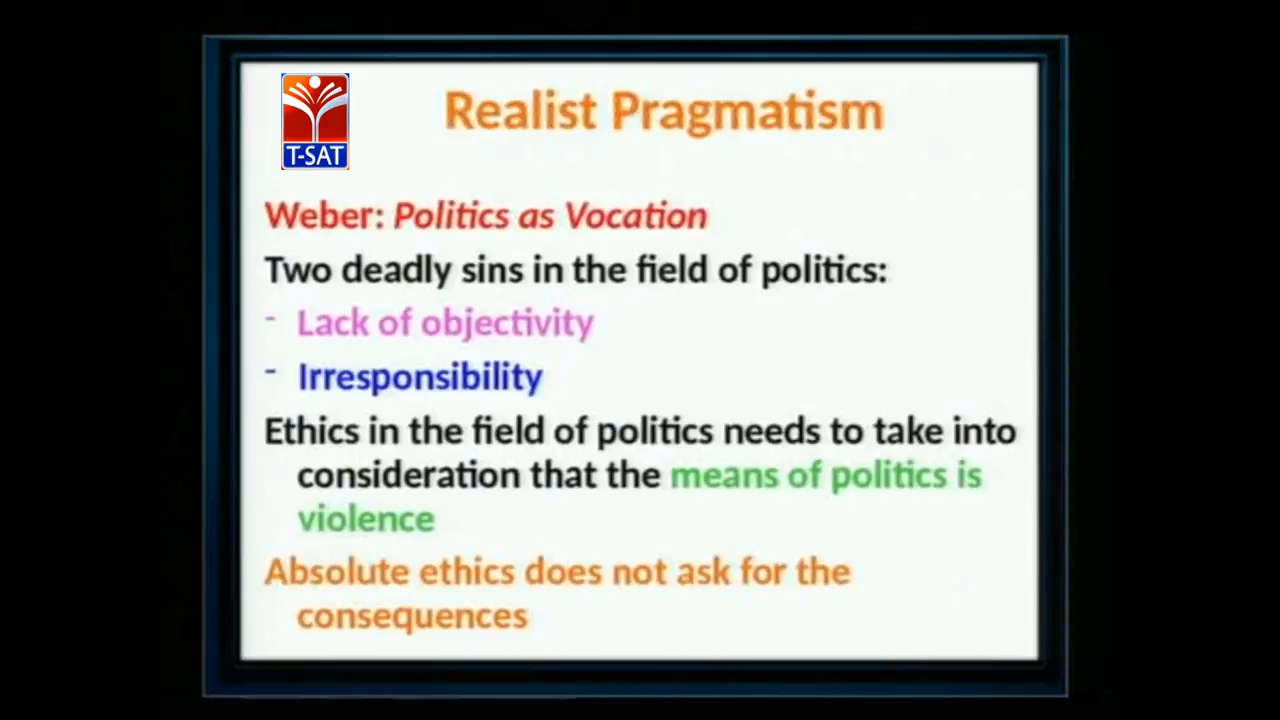 T-SAT
Realist Pragmatism
Weber: Politics as Vocation
Two deadly sins in the field of politics:
- Lack of objectivity
- Irresponsibility
Ethics in the field of politics needs to take into
consideration that the means of politics is
violence
Absolute ethics does not ask for the
consequences